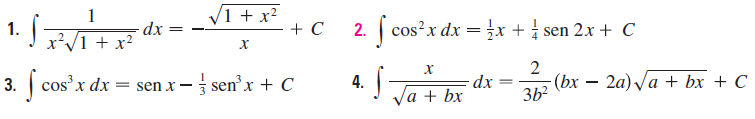 1. ∫ 1/(x²√(1 + x²)) dx = −√(1 + x²)/x + C 2. ∫ cos²x dx = ½x + ¼ sen 2x + C
3. ∫ cos³x dx = sen x − ⅓ sen³x + C 4. ∫ x/√(a + bx) dx = 2/(3b²) (bx − 2a)√(a + bx) + C